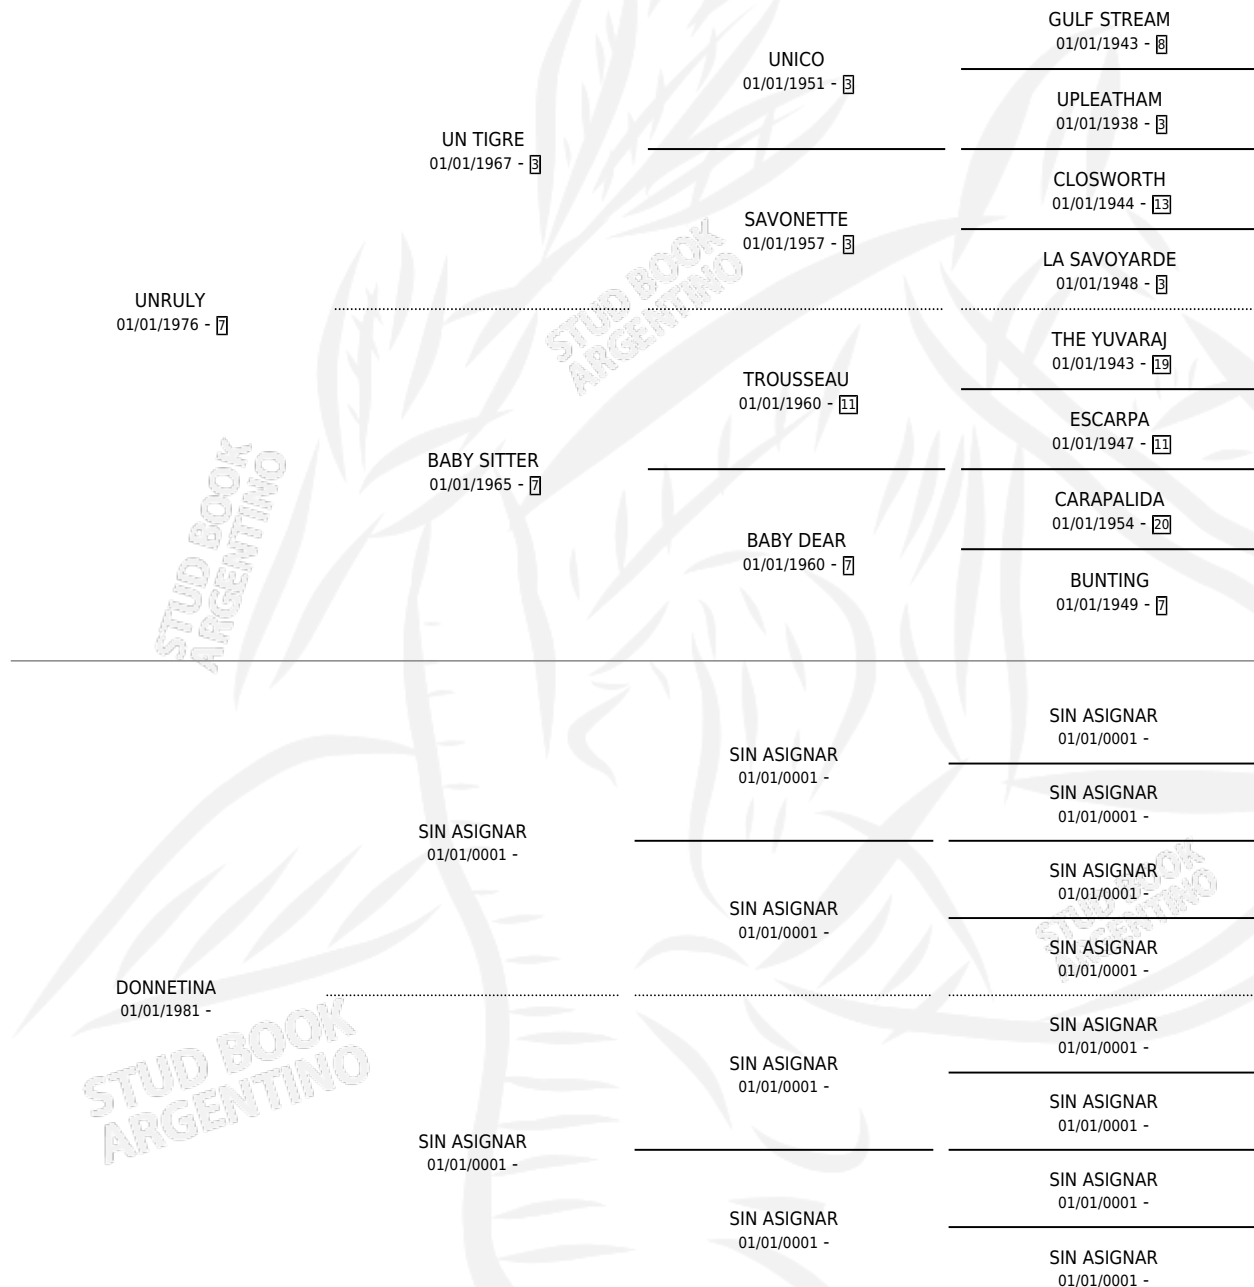 GULF STREAM
01/01/1943 - 8
UNICO
01/01/1951 - 3
UPLEATHAM
01/01/1938 - 3
UN TIGRE
01/01/1967 - 3
CLOSWORTH
01/01/1944 - 13
SAVONETTE
01/01/1957 - 3
LA SAVOYARDE
01/01/1948 - 3
UNRULY
01/01/1976 - 7
THE YUVARAJ
01/01/1943 - 19
TROUSSEAU
01/01/1960 - 11
ESCARPA
01/01/1947 - 11
BABY SITTER
01/01/1965 - 7
CARAPALIDA
01/01/1954 - 20
BABY DEAR
01/01/1960 - 7
BUNTING
01/01/1949 - 7
STUD BOOK
ARGENTINO
STUD BOOK
ARGENTINO
SIN ASIGNAR
01/01/0001 -
SIN ASIGNAR
01/01/0001 -
SIN ASIGNAR
01/01/0001 -
SIN ASIGNAR
01/01/0001 -
SIN ASIGNAR
01/01/0001 -
SIN ASIGNAR
01/01/0001 -
SIN ASIGNAR
01/01/0001 -
DONNETINA
01/01/1981 -
SIN ASIGNAR
01/01/0001 -
SIN ASIGNAR
01/01/0001 -
SIN ASIGNAR
01/01/0001 -
SIN ASIGNAR
01/01/0001 -
SIN ASIGNAR
01/01/0001 -
SIN ASIGNAR
01/01/0001 -
SIN ASIGNAR
01/01/0001 -
STUD BOOK
ARGENTINO
STUD BOOK
ARGENTINO